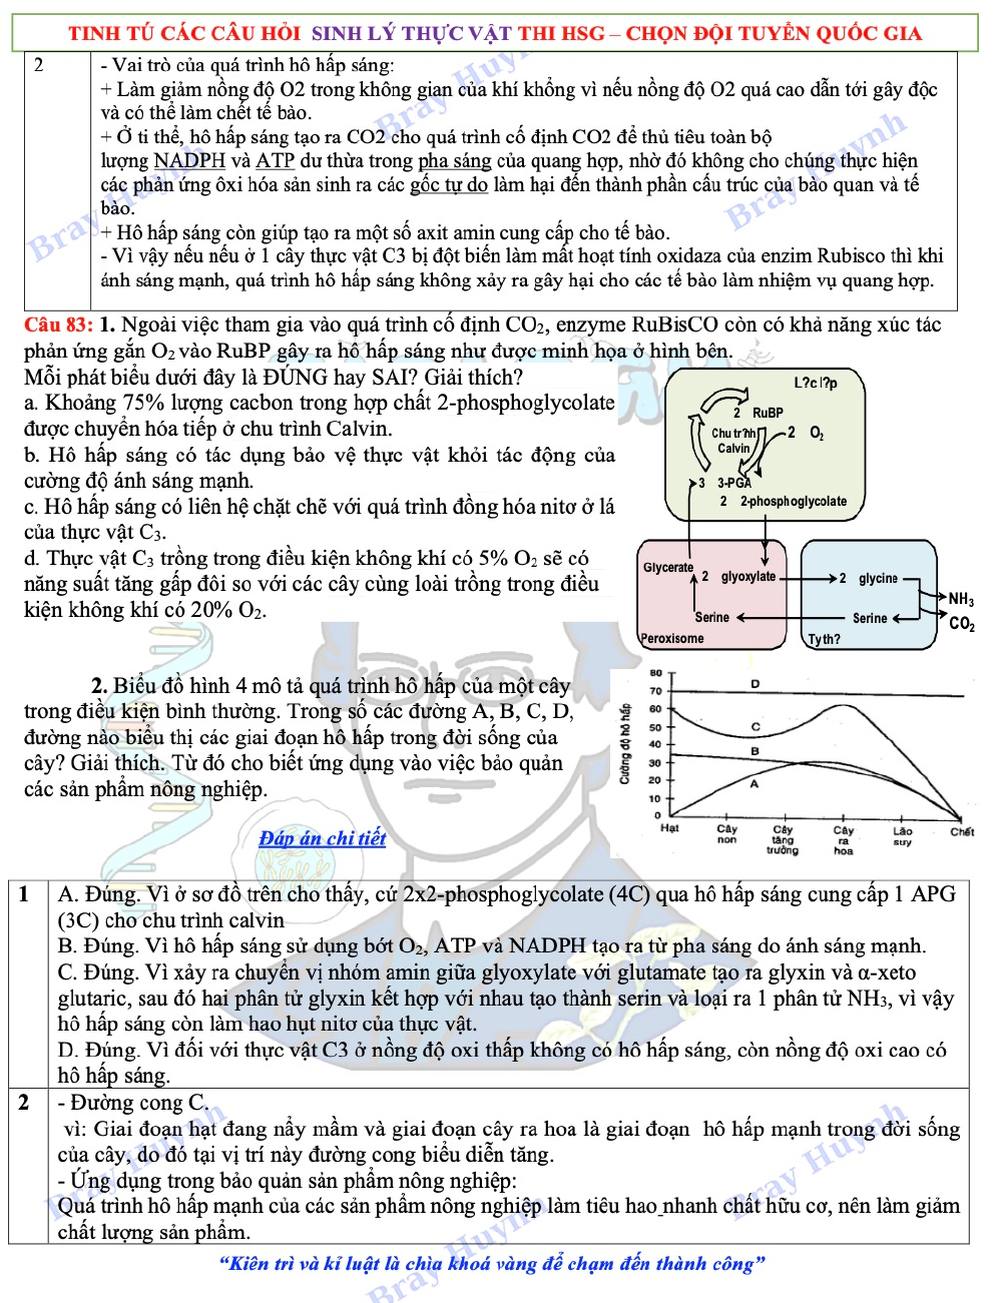 TINH TÚ CÁC CÂU HỎI SINH LÝ THỰC VẬT THI HSG – CHỌN ĐỘI TUYỂN QUỐC GIA
2
- Vai trò của quá trình hô hấp sáng:
+ Làm giảm nồng độ O2 trong không gian của khí khổng vì nếu nồng độ O2 quá cao dẫn tới gây độc
và có thể làm chết tế bào.
+ Ở ti thể, hô hấp sáng tạo ra CO2 cho quá trình cố định CO2 để thủ tiêu toàn bộ
lượng NADPH và ATP dư thừa trong pha sáng của quang hợp, nhờ đó không cho chúng thực hiện
các phản ứng ôxi hóa sản sinh ra các gốc tự do làm hại đến thành phần cấu trúc của bào quan và tế
bào.
+ Hô hấp sáng còn giúp tạo ra một số axit amin cung cấp cho tế bào.
- Vì vậy nếu nếu ở 1 cây thực vật C3 bị đột biến làm mất hoạt tính oxidaza của enzim Rubisco thì khi
ánh sáng mạnh, quá trình hô hấp sáng không xảy ra gây hại cho các tế bào làm nhiệm vụ quang hợp.
Câu 83: 1. Ngoài việc tham gia vào quá trình cố định CO2, enzyme RuBisCO còn có khả năng xúc tác
phản ứng gắn O2 vào RuBP gây ra hô hấp sáng như được minh họa ở hình bên.
Mỗi phát biểu dưới đây là ĐÚNG hay SAI? Giải thích?
a. Khoảng 75% lượng cacbon trong hợp chất 2-phosphoglycolate
được chuyển hóa tiếp ở chu trình Calvin.
b. Hô hấp sáng có tác dụng bảo vệ thực vật khỏi tác động của
cường độ ánh sáng mạnh.
c. Hô hấp sáng có liên hệ chặt chẽ với quá trình đồng hóa nitơ ở lá
của thực vật C3.
d. Thực vật C3 trồng trong điều kiện không khí có 5% O2 sẽ có
năng suất tăng gấp đôi so với các cây cùng loài trồng trong điều
kiện không khí có 20% O2.
L?c l?p
2 RuBP
Chu tr?nh
Calvin
2 O2
3 3-PGA
2 2-phosphoglycolate
Glycerate
2 glyoxylate
2 glycine
NH3
Serine
Serine
CO2
Peroxisome
Ty th?
2. Biểu đồ hình 4 mô tả quá trình hô hấp của một cây
trong điều kiện bình thường. Trong số các đường A, B, C, D,
đường nào biểu thị các giai đoạn hô hấp trong đời sống của
cây? Giải thích. Từ đó cho biết ứng dụng vào việc bảo quản
các sản phẩm nông nghiệp.
Cường độ hô hấp
80
70
60
50
40
30
20
10
0
D
C
B
A
Hạt
Cây
non
Cây
tăng
trưởng
Cây
ra
hoa
Lão
suy
Chết
Đáp án chi tiết
1
A. Đúng. Vì ở sơ đồ trên cho thấy, cứ 2x2-phosphoglycolate (4C) qua hô hấp sáng cung cấp 1 APG
(3C) cho chu trình calvin
B. Đúng. Vì hô hấp sáng sử dụng bớt O2, ATP và NADPH tạo ra từ pha sáng do ánh sáng mạnh.
C. Đúng. Vì xảy ra chuyển vị nhóm amin giữa glyoxylate với glutamate tạo ra glyxin và α-xeto
glutaric, sau đó hai phân tử glyxin kết hợp với nhau tạo thành serin và loại ra 1 phân tử NH3, vì vậy
hô hấp sáng còn làm hao hụt nitơ của thực vật.
D. Đúng. Vì đối với thực vật C3 ở nồng độ oxi thấp không có hô hấp sáng, còn nồng độ oxi cao có
hô hấp sáng.
2
- Đường cong C.
vì: Giai đoạn hạt đang nẩy mầm và giai đoạn cây ra hoa là giai đoạn hô hấp mạnh trong đời sống
của cây, do đó tại vị trí này đường cong biểu diễn tăng.
- Ứng dụng trong bảo quản sản phẩm nông nghiệp:
Quá trình hô hấp mạnh của các sản phẩm nông nghiệp làm tiêu hao nhanh chất hữu cơ, nên làm giảm
chất lượng sản phẩm.
“Kiên trì và kỉ luật là chìa khoá vàng để chạm đến thành công”
Bray Huynh
Bray Huynh
Bray Huynh
Bray Huynh
Bray Huynh
Bray Huynh
Bray Huynh